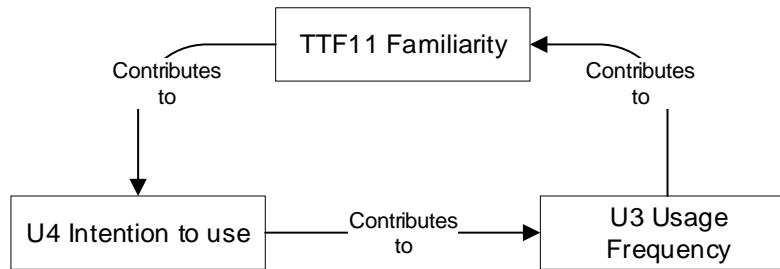 TTF11 Familiarity
Contributes
to
Contributes
to
U4 Intention to use
Contributes
to
U3 Usage
Frequency